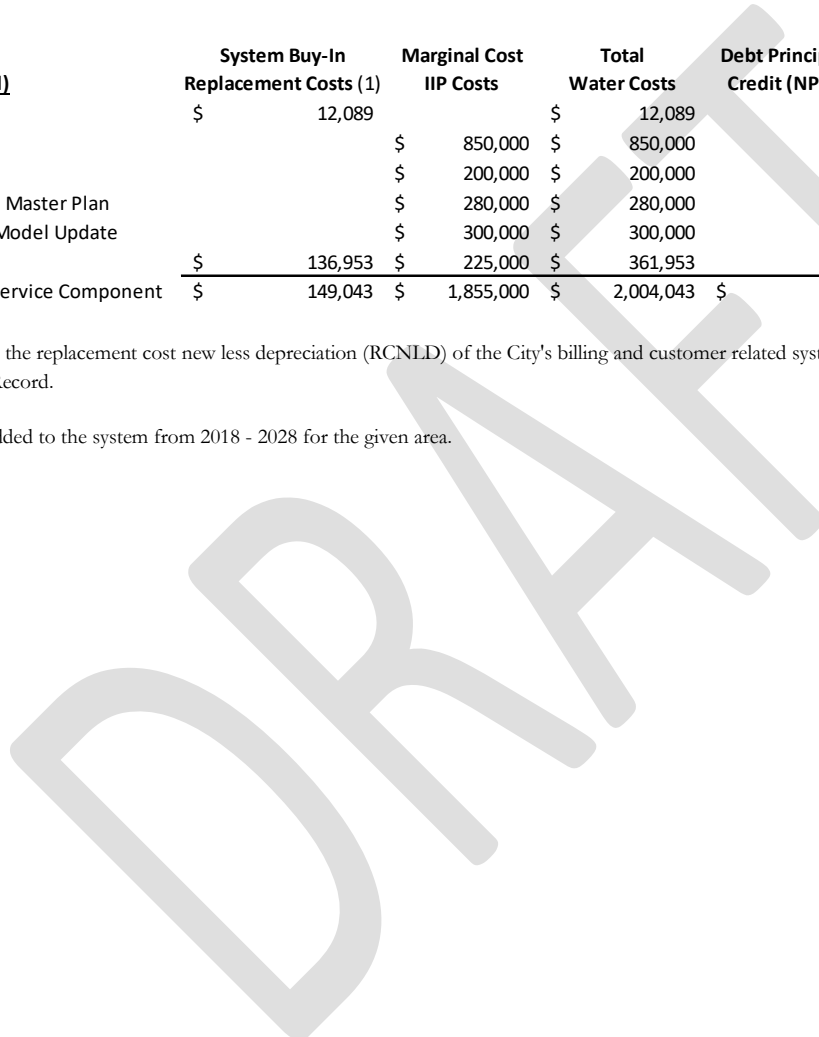 System Buy-In Marginal Cost Total Debt Princi
Replacement Costs (1) IIP Costs Water Costs Credit (NP
$ 12,089 $ 12,089
$ 850,000 $ 850,000
$ 200,000 $ 200,000
Master Plan $ 280,000 $ 280,000
Model Update $ 300,000 $ 300,000
$ 136,953 $ 225,000 $ 361,953
ervice Component $ 149,043 $ 1,855,000 $ 2,004,043 $
the replacement cost new less depreciation (RCNLD) of the City's billing and customer related syst
Record.
dded to the system from 2018 - 2028 for the given area.
DRAFT